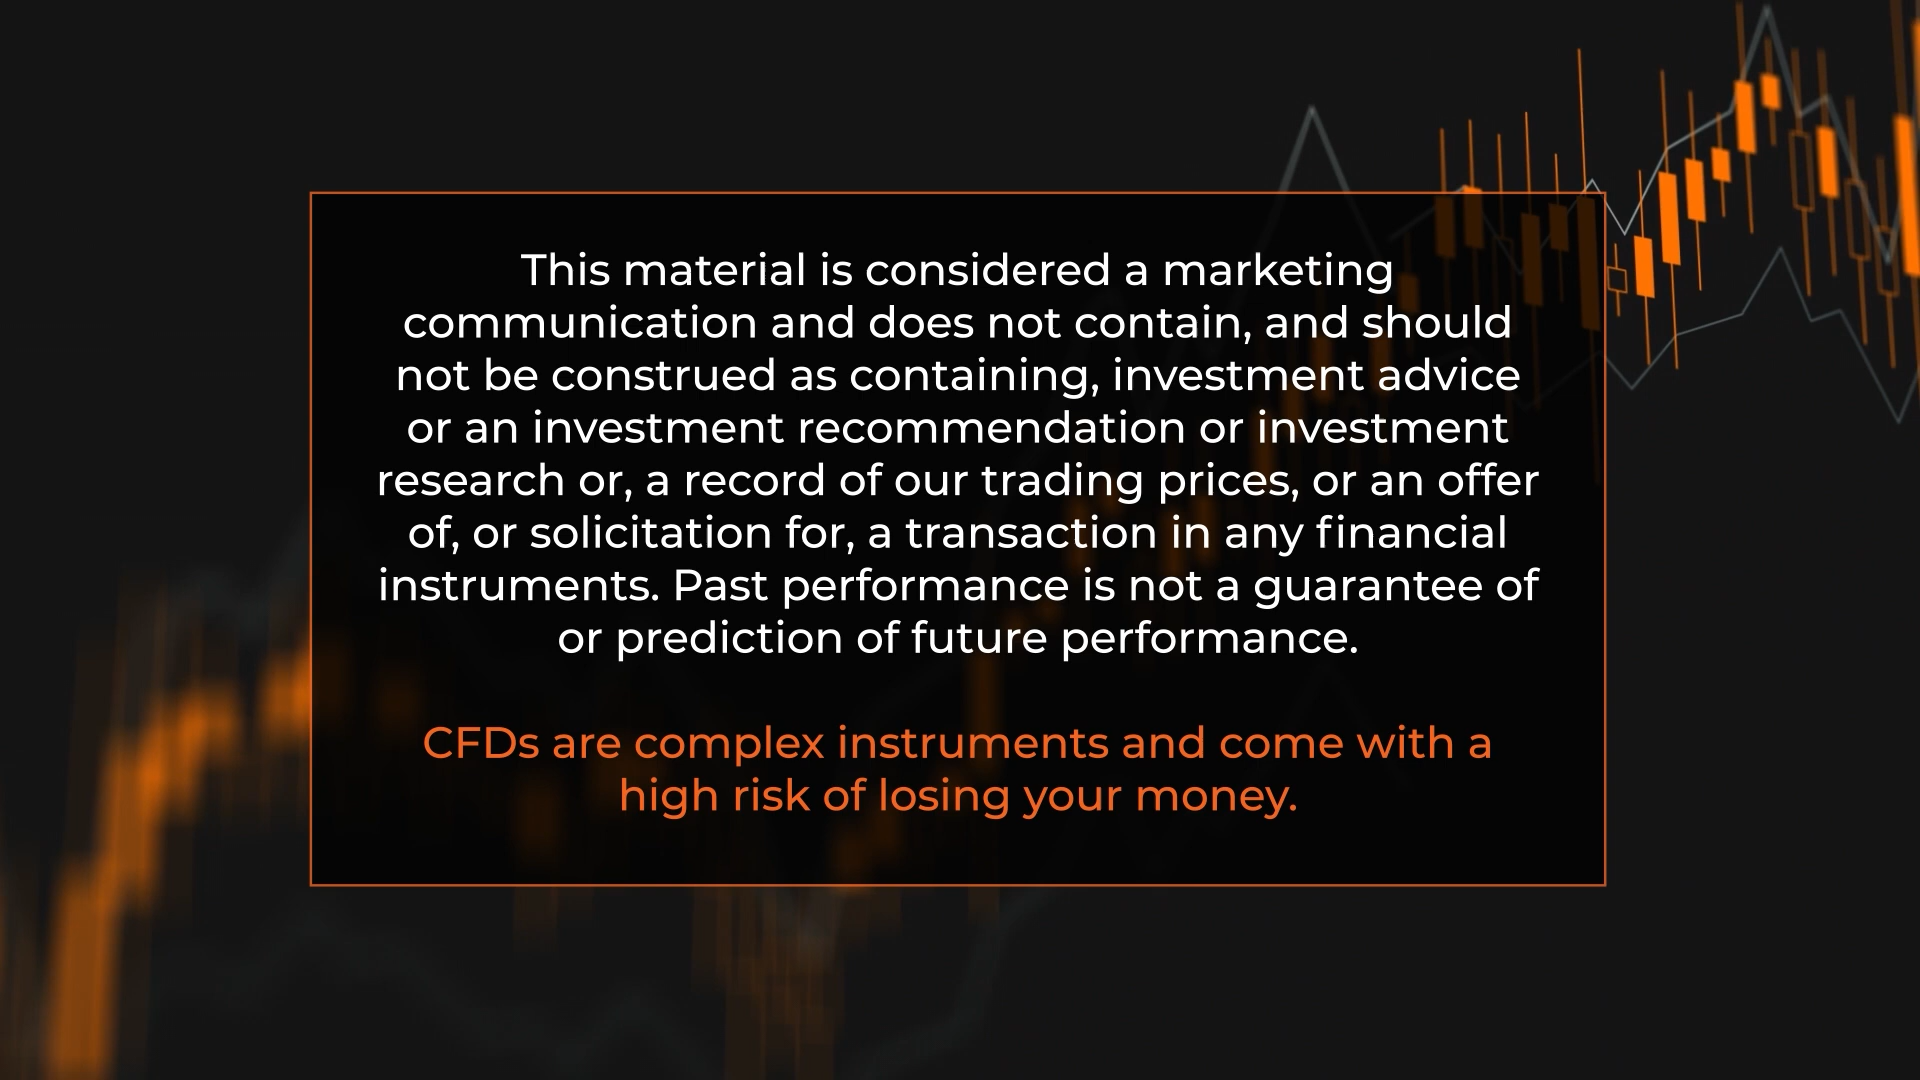 This material is considered a marketing
communication and does not contain, and should
not be construed as containing, investment advice
or an investment recommendation or investment
research or, a record of our trading prices, or an offer
of, or solicitation for, a transaction in any financial
instruments. Past performance is not a guarantee of
or prediction of future performance.
CFDs are complex instruments and come with a
high risk of losing your money.